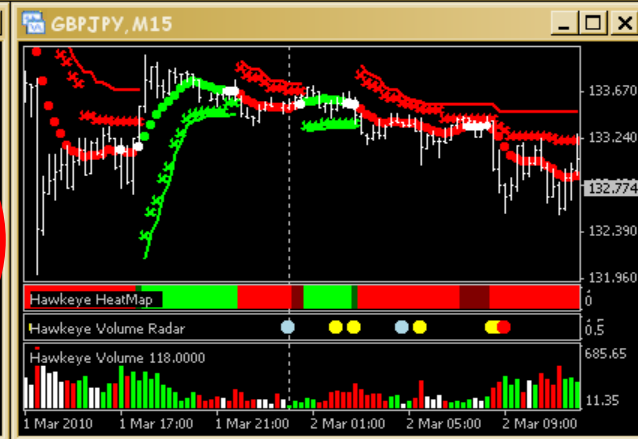 GBPJPY,M15
133.670
133.240
132.774
132.390
131.960
Hawkeye HeatMap
0
Hawkeye Volume Radar
0.5
Hawkeye Volume 118.0000
685.65
11.35
1 Mar 2010 1 Mar 17:00 1 Mar 21:00 2 Mar 01:00 2 Mar 05:00 2 Mar 09:00